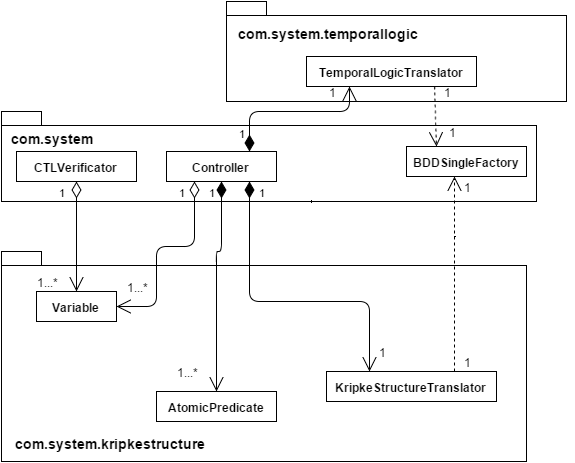 com.system.temporallogic
TemporalLogicTranslator
1
1
com.system
1
1
CTLVerificator
Controller
BDDSingleFactory
1
1
1
1
1
1...*
1...*
Variable
1
1
1...*
KripkeStructureTranslator
AtomicPredicate
com.system.kripkestructure